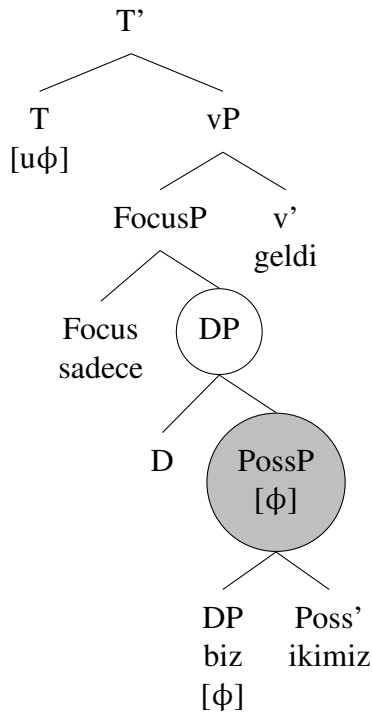 T’
T vP
[uϕ]
FocusP v’
geldi
Focus DP
sadece
D PossP
[ϕ]
DP Poss’
biz ikimiz
[ϕ]